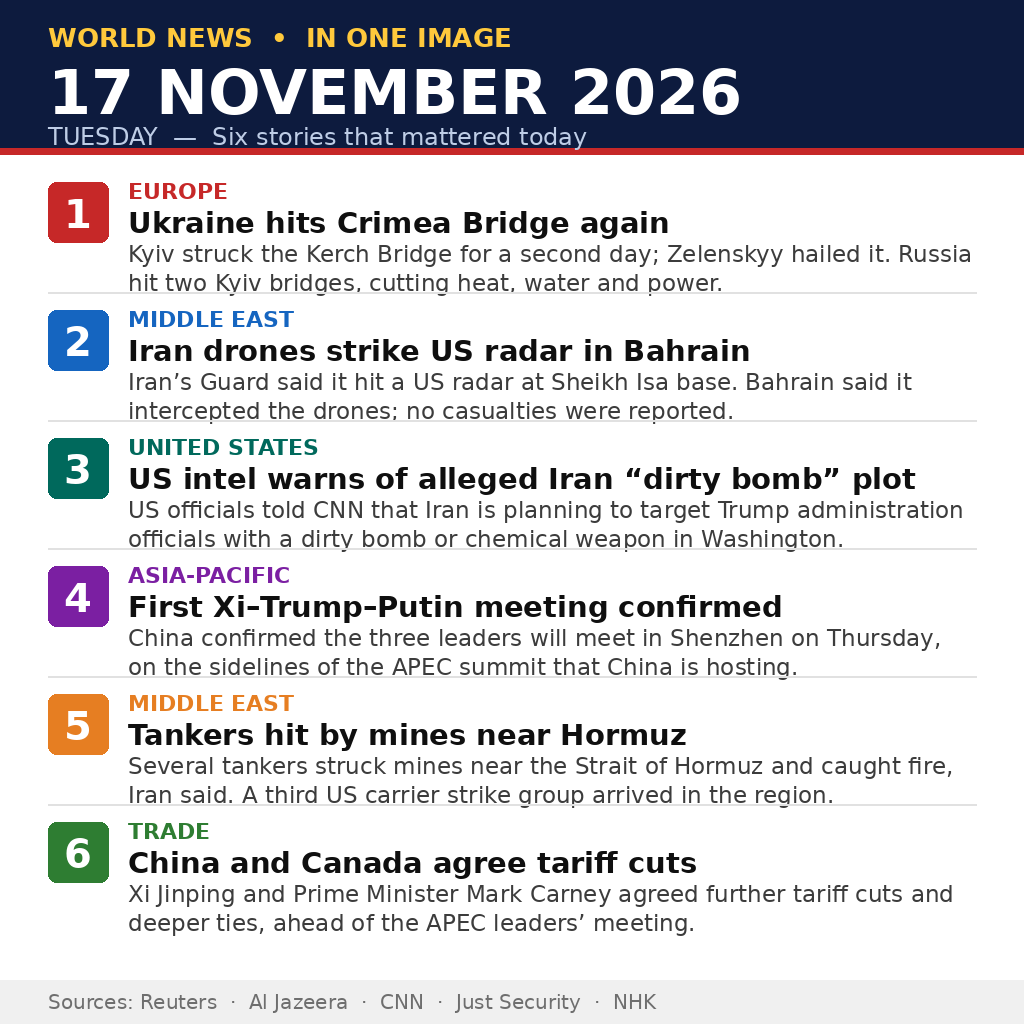 WORLD NEWS • IN ONE IMAGE
17 NOVEMBER 2026
TUESDAY — Six stories that mattered today
1
EUROPE
Ukraine hits Crimea Bridge again
Kyiv struck the Kerch Bridge for a second day; Zelenskyy hailed it. Russia
hit two Kyiv bridges, cutting heat, water and power.
2
MIDDLE EAST
Iran drones strike US radar in Bahrain
Iran’s Guard said it hit a US radar at Sheikh Isa base. Bahrain said it
intercepted the drones; no casualties were reported.
3
UNITED STATES
US intel warns of alleged Iran “dirty bomb” plot
US officials told CNN that Iran is planning to target Trump administration
officials with a dirty bomb or chemical weapon in Washington.
4
ASIA-PACIFIC
First Xi–Trump–Putin meeting confirmed
China confirmed the three leaders will meet in Shenzhen on Thursday,
on the sidelines of the APEC summit that China is hosting.
5
MIDDLE EAST
Tankers hit by mines near Hormuz
Several tankers struck mines near the Strait of Hormuz and caught fire,
Iran said. A third US carrier strike group arrived in the region.
6
TRADE
China and Canada agree tariff cuts
Xi Jinping and Prime Minister Mark Carney agreed further tariff cuts and
deeper ties, ahead of the APEC leaders’ meeting.
Sources: Reuters · Al Jazeera · CNN · Just Security · NHK